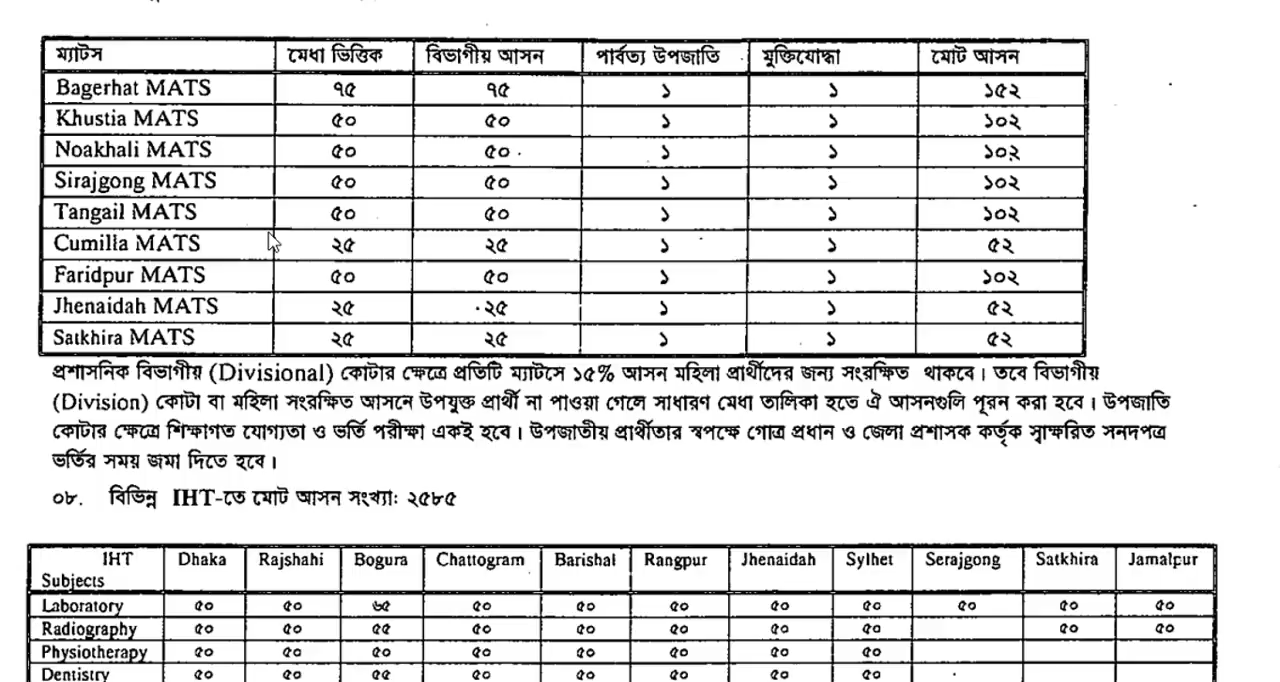 ম্যাটস মেধা ভিত্তিক বিভাগীয় আসন পার্বত্য উপজাতি মুক্তিযোদ্ধা মোট আসন
Bagerhat MATS ৭৫ ৭৫ ১ ১ ১৫২
Khustia MATS ৫০ ৫০ ১ ১ ১০২
Noakhali MATS ৫০ ৫০ ১ ১ ১০২
Sirajgong MATS ৫০ ৫০ ১ ১ ১০২
Tangail MATS ৫০ ৫০ ১ ১ ১০২
Cumilla MATS ২৫ ২৫ ১ ১ ৫২
Faridpur MATS ৫০ ৫০ ১ ১ ১০২
Jhenaidah MATS ২৫ ২৫ ১ ১ ৫২
Satkhira MATS ২৫ ২৫ ১ ১ ৫২
প্রশাসনিক বিভাগীয় (Divisional) কোটার ক্ষেত্রে প্রতিটি ম্যাটসে ১৫% আসন মহিলা প্রার্থীদের জন্য সংরক্ষিত থাকবে। তবে বিভাগীয়
(Division) কোটা বা মহিলা সংরক্ষিত আসনে উপযুক্ত প্রার্থী না পাওয়া গেলে সাধারণ মেধা তালিকা হতে ঐ আসনগুলি পূরন করা হবে। উপজাতি
কোটার ক্ষেত্রে শিক্ষাগত যোগ্যতা ও ভর্তি পরীক্ষা একই হবে। উপজাতীয় প্রার্থীতার স্বপক্ষে গোত্র প্রধান ও জেলা প্রশাসক কর্তৃক স্বাক্ষরিত সনদপত্র
ভর্তির সময় জমা দিতে হবে।
০৮. বিভিন্ন IHT-তে মোট আসন সংখ্যাঃ ২৫৮৫
IHT Dhaka Rajshahi Bogura Chattogram Barishal Rangpur Jhenaidah Sylhet Serajgong Satkhira Jamalpur
Subjects
Laboratory ৫০ ৫০ ৬৫ ৫০ ৫০ ৫০ ৫০ ৫০ ৫০ ৫০ ৫০
Radiography ৫০ ৫০ ৫৫ ৫০ ৫০ ৫০ ৫০ ৫০ ৫০ ৫০
Physiotherapy ৫০ ৫০ ৫০ ৫০ ৫০ ৫০ ৫০ ৫০
Dentistry ৫০ ৫০ ৫৫ ৫০ ৫০ ৫০ ৫০ ৫০